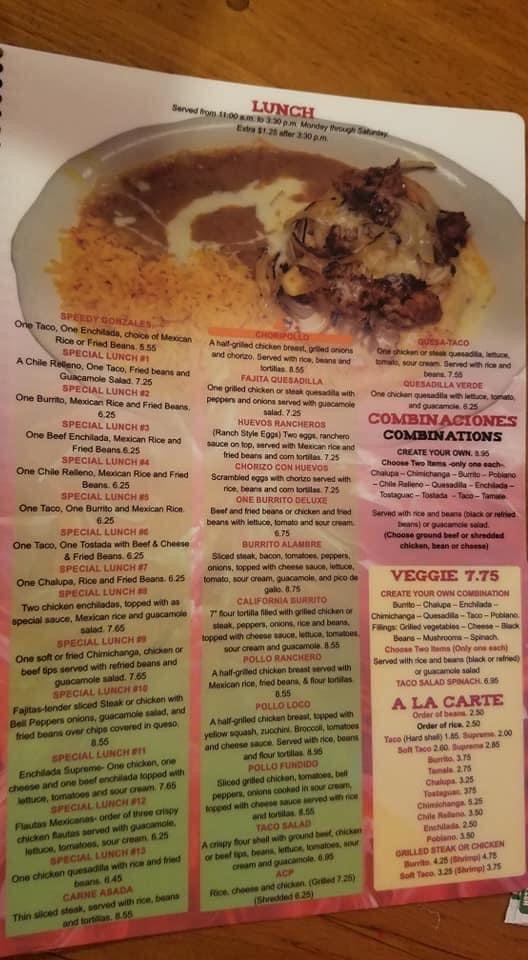 LUNCH
Served from 11:00 a.m. to 3:30 p.m. Monday through Saturday.
Extra $1.25 after 3:30 p.m.
SPEEDY GONZALES
One Taco, One Enchilada, choice of Mexican
Rice or Fried Beans. 5.55
SPECIAL LUNCH #1
A Chile Relleno, One Taco, Fried beans and
Guacamole Salad. 7.25
SPECIAL LUNCH #2
One Burrito, Mexican Rice and Fried Beans.
6.25
SPECIAL LUNCH #3
One Beef Enchilada, Mexican Rice and
Fried Beans.6.25
SPECIAL LUNCH #4
One Chile Relleno, Mexican Rice and Fried
Beans. 6.25
SPECIAL LUNCH #5
One Taco, One Burrito and Mexican Rice.
6.25
SPECIAL LUNCH #6
One Taco, One Tostada with Beef & Cheese
& Fried Beans. 6.25
SPECIAL LUNCH #7
One Chalupa, Rice and Fried Beans. 6.25
SPECIAL LUNCH #8
Two chicken enchiladas, topped with as
special sauce, Mexican rice and guacamole
salad. 7.65
SPECIAL LUNCH #9
One soft or fried Chimichanga, chicken or
beef tips served with refried beans and
guacamole salad. 7.65
SPECIAL LUNCH #10
Fajitas-tender sliced Steak or chicken with
Bell Peppers onions, guacamole salad, and
fried beans over chips covered in queso.
8.55
SPECIAL LUNCH #11
Enchilada Supreme- One chicken, one
cheese and one beef enchilada topped with
lettuce, tomatoes and sour cream. 7.65
SPECIAL LUNCH #12
Flautas Mexicanas- order of three crispy
chicken flautas served with guacamole,
lettuce, tomatoes, sour cream. 6.25
SPECIAL LUNCH #13
One chicken quesadilla with rice and fried
beans. 6.45
CARNE ASADA
Thin sliced steak, served with rice, beans
and tortillas. 8.55
CHORIPOLLO
A half-grilled chicken breast, grilled onions
and chorizo. Served with rice, beans and
tortillas. 8.55
FAJITA QUESADILLA
One grilled chicken or steak quesadilla with
peppers and onions served with guacamole
salad. 7.25
HUEVOS RANCHEROS
(Ranch Style Eggs) Two eggs, ranchero
sauce on top, served with Mexican rice and
fried beans and corn tortillas. 7.25
CHORIZO CON HUEVOS
Scrambled eggs with chorizo served with
rice, beans and corn tortillas. 7.25
ONE BURRITO DELUXE
Beef and fried beans or chicken and fried
beans with lettuce, tomato and sour cream.
6.75
BURRITO ALAMBRE
Sliced steak, bacon, tomatoes, peppers,
onions, topped with cheese sauce, lettuce,
tomato, sour cream, guacamole, and pico de
gallo. 8.75
CALIFORNIA BURRITO
7" flour tortilla filled with grilled chicken or
steak, peppers, onions, rice and beans,
topped with cheese sauce, lettuce, tomatoes,
sour cream and guacamole. 8.55
POLLO RANCHERO
A half-grilled chicken breast served with
Mexican rice, fried beans, & flour tortillas.
8.55
POLLO LOCO
A half-grilled chicken breast, topped with
yellow squash, zucchini. Broccoli, tomatoes
and cheese sauce. Served with rice, beans
and flour tortillas. 8.95
POLLO FUNDIDO
Sliced grilled chicken, tomatoes, bell
peppers, onions cooked in sour cream,
topped with cheese sauce served with rice
and tortillas. 8.55
TACO SALAD
A crispy flour shell with ground beef, chicken
or beef tips, beans, lettuce, tomatoes, sour
cream and guacamole. 6.95
ACP
Rice, cheese and chicken. (Grilled 7.25)
(Shredded 6.25)
QUESA-TACO
One chicken or steak quesadilla, lettuce,
tomato, sour cream. Served with rice and
beans. 7.55
QUESADILLA VERDE
One chicken quesadilla with lettuce, tomato,
and guacamole. 6.25
COMBINACIONES
COMBINATIONS
CREATE YOUR OWN. 8.95
Choose Two Items -only one each-
Chalupa – Chimichanga – Burrito – Poblano
– Chile Relleno – Quesadilla – Enchilada –
Tostaguac – Tostada – Taco – Tamale.
Served with rice and beans (black or refried
beans) or guacamole salad.
(Choose ground beef or shredded
chicken, bean or cheese)
VEGGIE 7.75
CREATE YOUR OWN COMBINATION
Burrito – Chalupa – Enchilada –
Chimichanga – Quesadilla – Taco – Poblano.
Fillings: Grilled vegetables – Cheese – Black
Beans – Mushrooms – Spinach.
Choose Two Items (Only one each)
Served with rice and beans (black or refried)
or guacamole salad
TACO SALAD SPINACH. 6.95
A LA CARTE
Order of beans. 2.50
Order of rice. 2.50
Taco (Hard shell) 1.85. Supreme. 2.00
Soft Taco 2.60. Suprema 2.85
Burrito. 3.75
Tamale. 2.75
Chalupa. 3.25
Tostaguac. 375
Chimichanga. 5.25
Chile Relleno. 3.50
Enchilada. 2.50
Poblano. 3.50
GRILLED STEAK OR CHICKEN
Burrito. 4.25 (Shrimp) 4.75
Soft Taco. 3.25 (Shrimp) 3.75